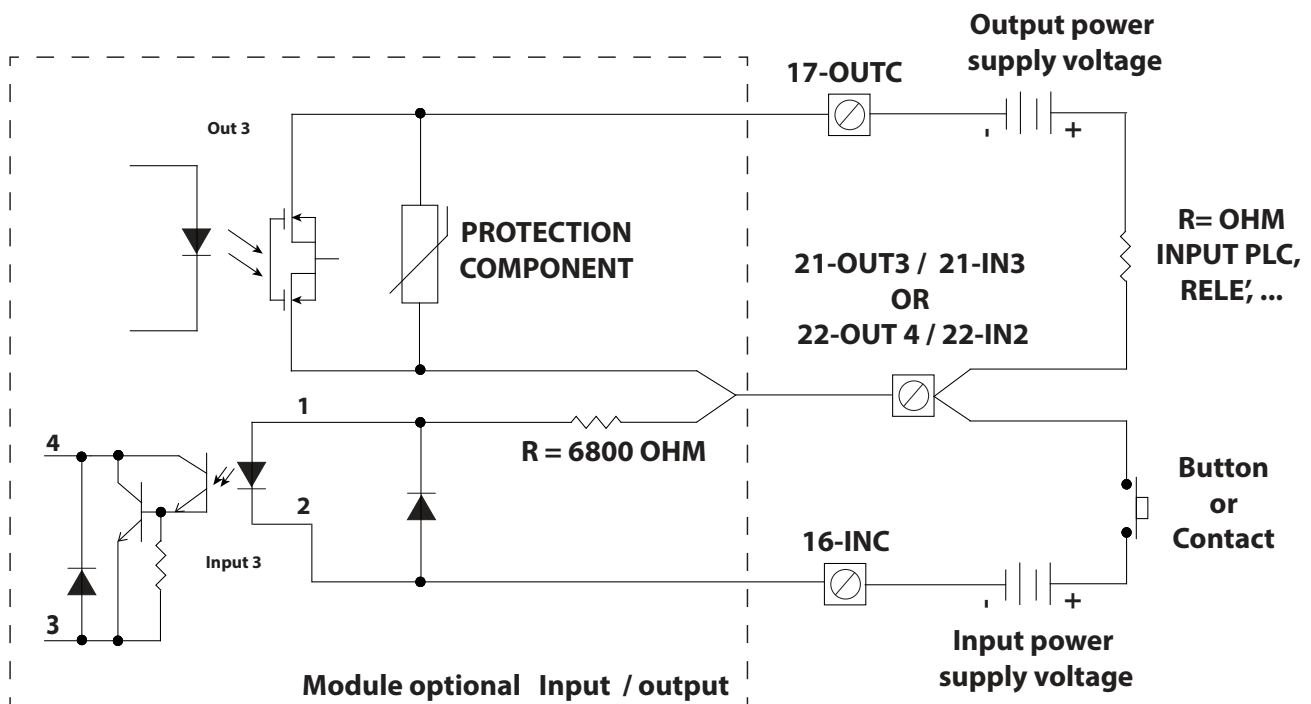 Output power
supply voltage
17-OUTC
- +
Out 3
PROTECTION
COMPONENT
R= OHM
INPUT PLC,
RELE', ...
21-OUT3 / 21-IN3
OR
22-OUT 4 / 22-IN2
1
R = 6800 OHM
4
2
Button
or
Contact
Input 3
16-INC
- +
3
Input power
supply voltage
Module optional Input / output